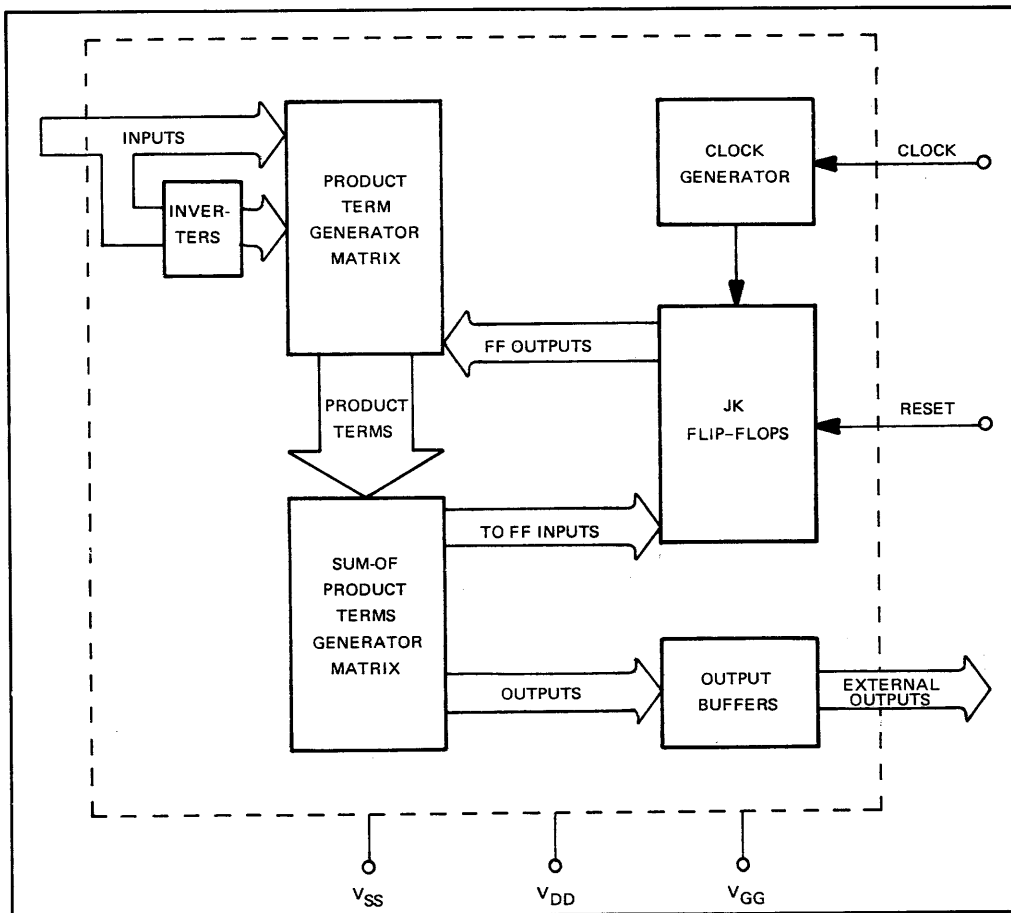 INPUTS
INVER-
TERS
PRODUCT
TERM
GENERATOR
MATRIX
CLOCK
GENERATOR
CLOCK
FF OUTPUTS
JK
FLIP-FLOPS
RESET
PRODUCT
TERMS
TO FF INPUTS
SUM-OF
PRODUCT
TERMS
GENERATOR
MATRIX
OUTPUTS
OUTPUT
BUFFERS
EXTERNAL
OUTPUTS
VSS
VDD
VGG